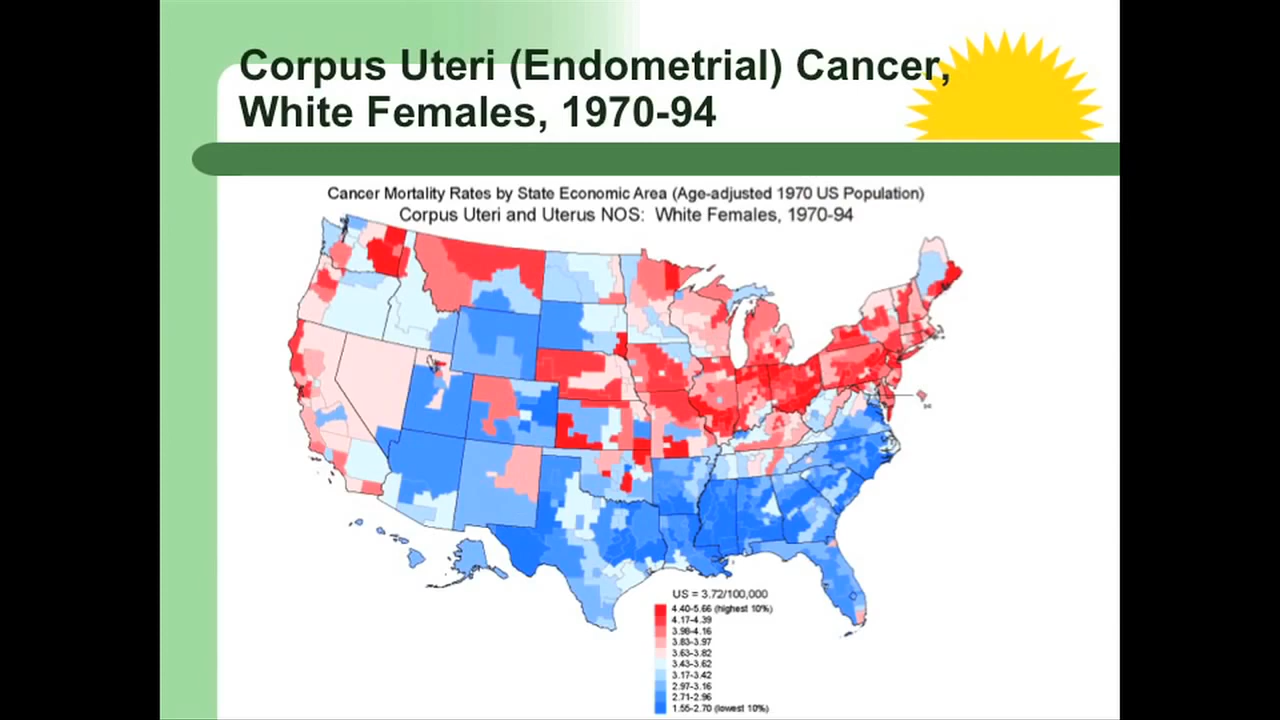 Corpus Uteri (Endometrial) Cancer,
White Females, 1970-94
Cancer Mortality Rates by State Economic Area (Age-adjusted 1970 US Population)
Corpus Uteri and Uterus NOS: White Females, 1970-94
US = 3.72/100,000
4.40-5.66 (highest 10%)
4.17-4.39
3.98-4.16
3.83-3.97
3.63-3.82
3.43-3.62
3.17-3.42
2.97-3.16
2.71-2.96
1.55-2.70 (lowest 10%)